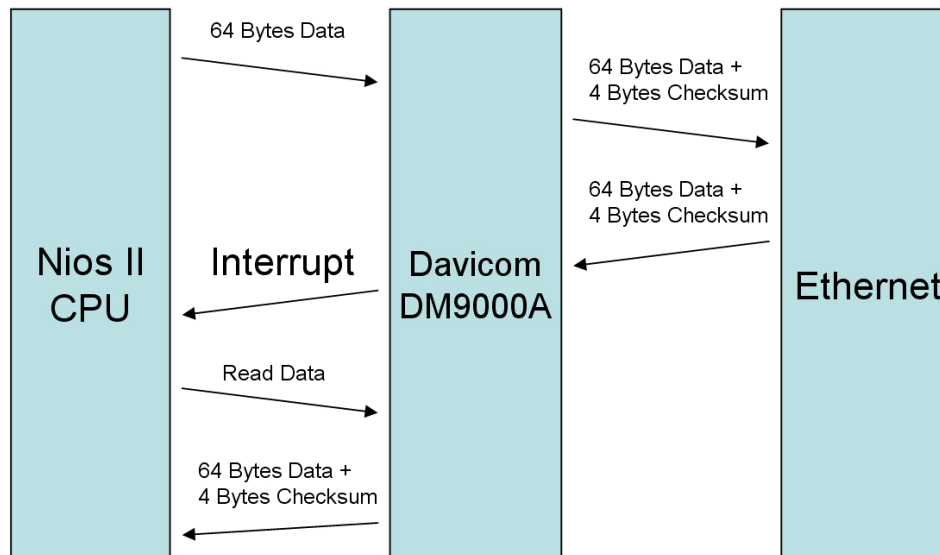 64 Bytes Data
64 Bytes Data +
4 Bytes Checksum
64 Bytes Data +
4 Bytes Checksum
Nios II
CPU
Interrupt
Davicom
DM9000A
Ethernet
Read Data
64 Bytes Data +
4 Bytes Checksum